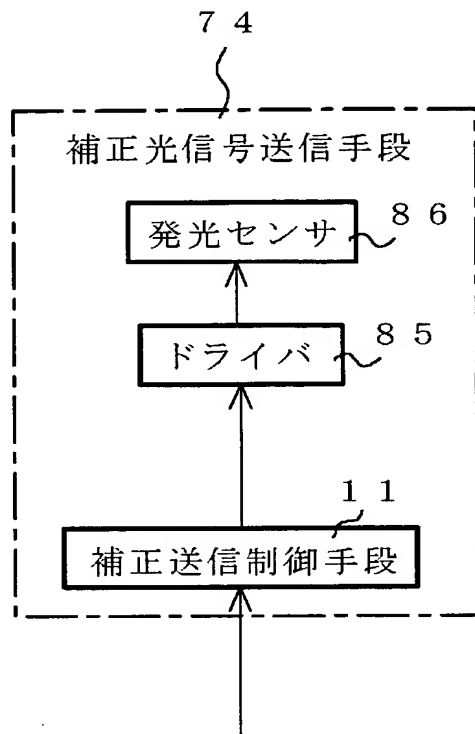 ７４
補正光信号送信手段
発光センサ
８６
ドライバ
８５
１１
補正送信制御手段